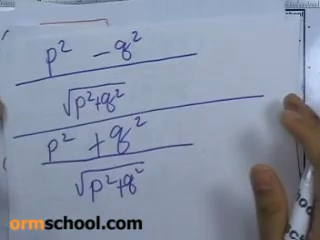 p² - q²
√p²+q²
p² + q²
√p²+q²
ormschool.com